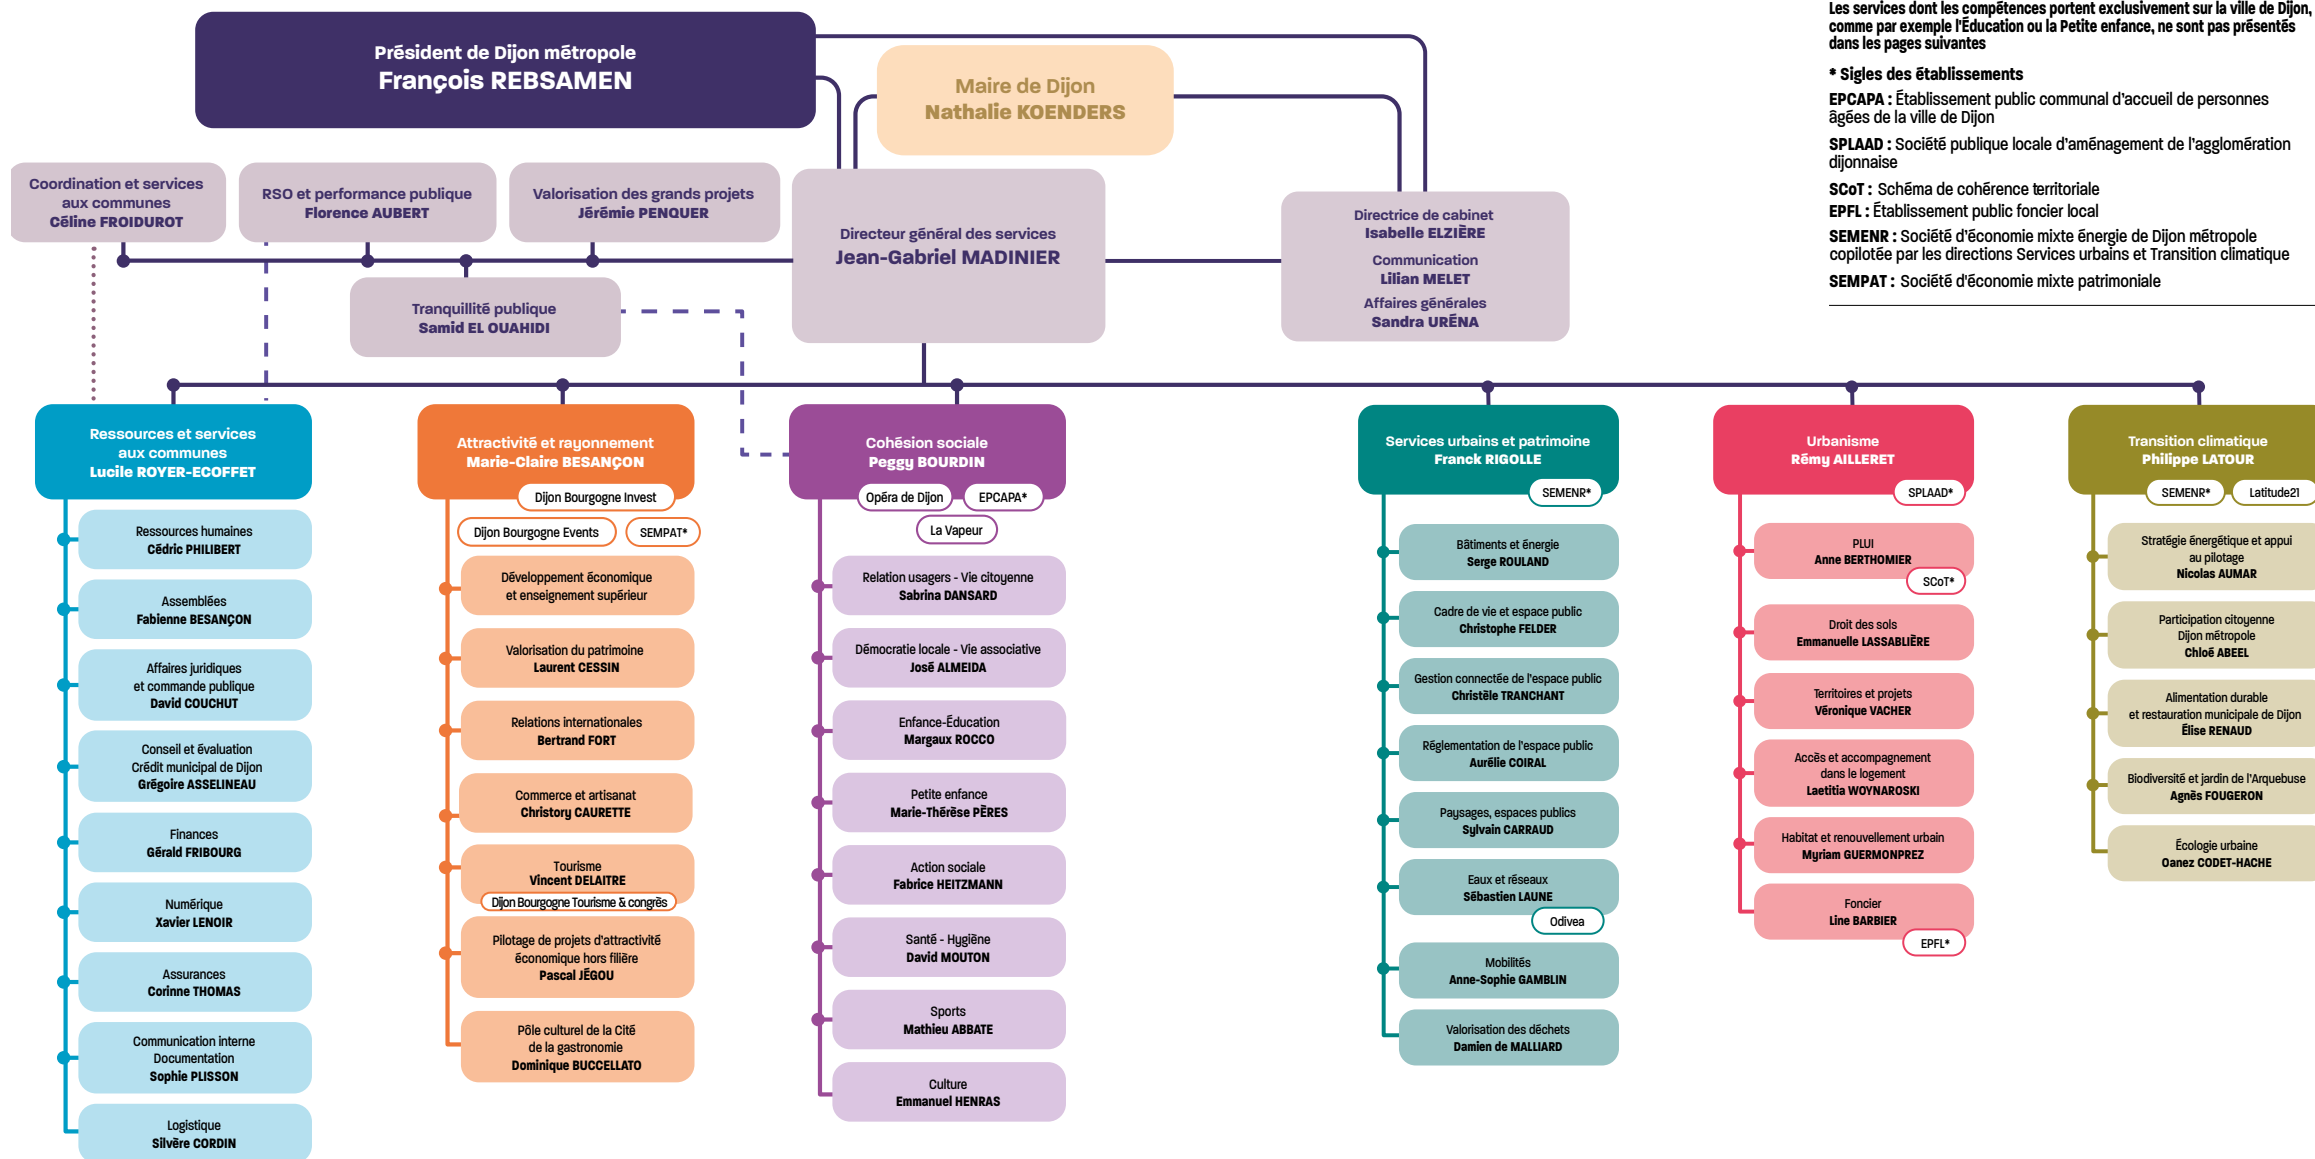 Président de Dijon métropole
François REBSAMEN
Maire de Dijon
Nathalie KOENDERS
Les services dont les compétences portent exclusivement sur la ville de Dijon,
comme par exemple l'Éducation ou la Petite enfance, ne sont pas présentés
dans les pages suivantes
* Sigles des établissements
EPCAPA : Établissement public communal d'accueil de personnes
âgées de la ville de Dijon
SPLAAD : Société publique locale d'aménagement de l'agglomération
dijonnaise
SCoT : Schéma de cohérence territoriale
EPFL : Établissement public foncier local
SEMENR : Société d'économie mixte énergie de Dijon métropole
copilotée par les directions Services urbains et Transition climatique
SEMPAT : Société d'économie mixte patrimoniale
Coordination et services
aux communes
Céline FROIDUROT
RSO et performance publique
Florence AUBERT
Valorisation des grands projets
Jérémie PENQUER
Tranquillité publique
Samid EL OUAHIDI
Directeur général des services
Jean-Gabriel MADINIER
Directrice de cabinet
Isabelle ELZIÈRE
Communication
Lilian MELET
Affaires générales
Sandra URÉNA
Ressources et services
aux communes
Lucile ROYER-ECOFFET
Ressources humaines
Cédric PHILIBERT
Assemblées
Fabienne BESANÇON
Affaires juridiques
et commande publique
David COUCHUT
Conseil et évaluation
Crédit municipal de Dijon
Grégoire ASSELINEAU
Finances
Gérald FRIBOURG
Numérique
Xavier LENOIR
Assurances
Corinne THOMAS
Communication interne
Documentation
Sophie PLISSON
Logistique
Silvère CORDIN
Attractivité et rayonnement
Marie-Claire BESANÇON
Dijon Bourgogne Invest
Dijon Bourgogne Events
SEMPAT*
Développement économique
et enseignement supérieur
Valorisation du patrimoine
Laurent CESSIN
Relations internationales
Bertrand FORT
Commerce et artisanat
Christory CAURETTE
Tourisme
Vincent DELAITRE
Dijon Bourgogne Tourisme & congrès
Pilotage de projets d'attractivité
économique hors filière
Pascal JÉGOU
Pôle culturel de la Cité
de la gastronomie
Dominique BUCCELLATO
Cohésion sociale
Peggy BOURDIN
Opéra de Dijon
EPCAPA*
La Vapeur
Relation usagers - Vie citoyenne
Sabrina DANSARD
Démocratie locale - Vie associative
José ALMEIDA
Enfance-Éducation
Margaux ROCCO
Petite enfance
Marie-Thérèse PÈRES
Action sociale
Fabrice HEITZMANN
Santé - Hygiène
David MOUTON
Sports
Mathieu ABBATE
Culture
Emmanuel HENRAS
Services urbains et patrimoine
Franck RIGOLLE
SEMENR*
Bâtiments et énergie
Serge ROULAND
Cadre de vie et espace public
Christophe FELDER
Gestion connectée de l'espace public
Christèle TRANCHANT
Réglementation de l'espace public
Aurélie COIRAL
Paysages, espaces publics
Sylvain CARRAUD
Eaux et réseaux
Sébastien LAUNE
Odivea
Mobilités
Anne-Sophie GAMBLIN
Valorisation des déchets
Damien de MALLIARD
Urbanisme
Rémy AILLERET
SPLAAD*
PLUI
Anne BERTHOMIER
SCoT*
Droit des sols
Emmanuelle LASSABLIÈRE
Territoires et projets
Véronique VACHER
Accès et accompagnement
dans le logement
Laetitia WOYNAROSKI
Habitat et renouvellement urbain
Myriam GUERMONPREZ
Foncier
Line BARBIER
EPFL*
Transition climatique
Philippe LATOUR
SEMENR*
Latitude21
Stratégie énergétique et appui
au pilotage
Nicolas AUMAR
Participation citoyenne
Dijon métropole
Chloé ABEEL
Alimentation durable
et restauration municipale de Dijon
Élise RENAUD
Biodiversité et jardin de l'Arquebuse
Agnès FOUGERON
Écologie urbaine
Oanez CODET-HACHE